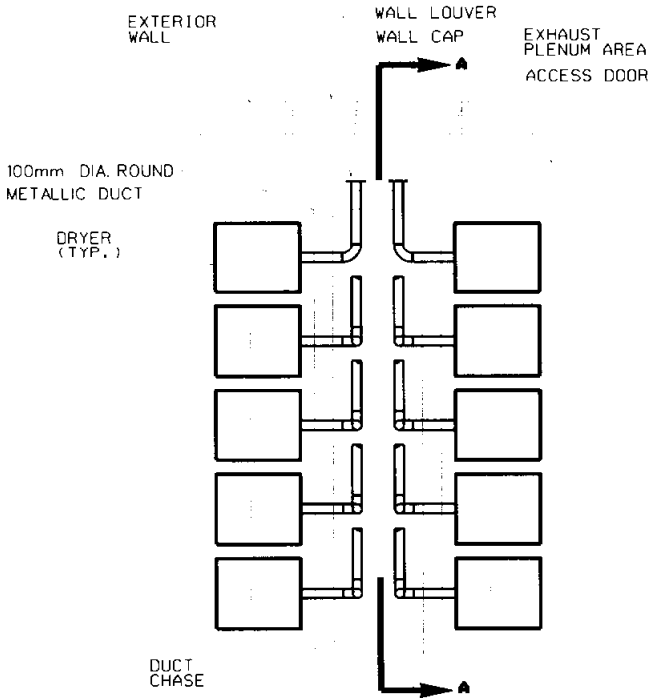 EXTERIOR
WALL
WALL LOUVER
WALL CAP
EXHAUST
PLENUM AREA
ACCESS DOOR
A
100mm DIA. ROUND
METALLIC DUCT
DRYER
(TYP.)
DUCT
CHASE
A